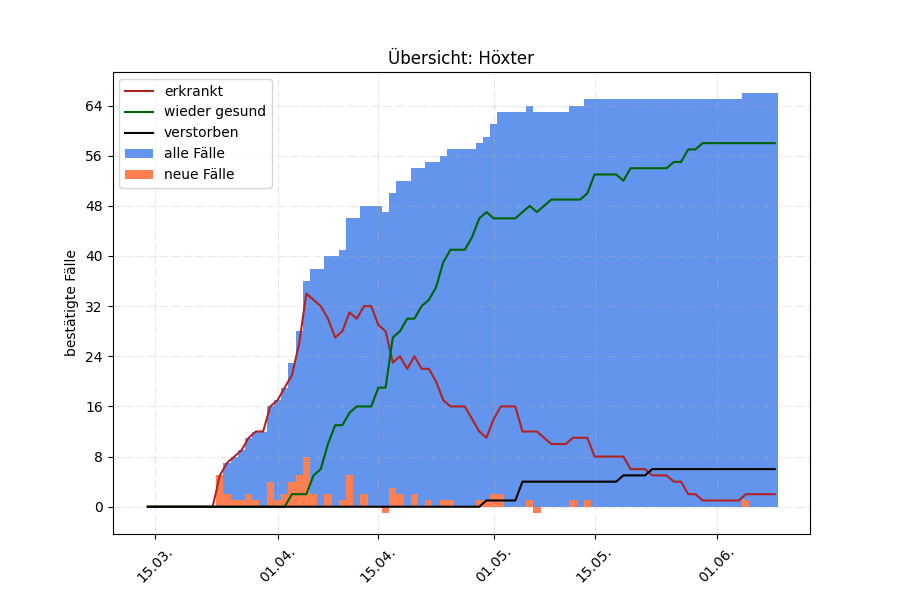 Übersicht: Höxter
erkrankt
wieder gesund
verstorben
alle Fälle
neue Fälle
bestätigte Fälle
64
56
48
40
32
24
16
8
0
15.03.
01.04.
15.04.
01.05.
15.05.
01.06.